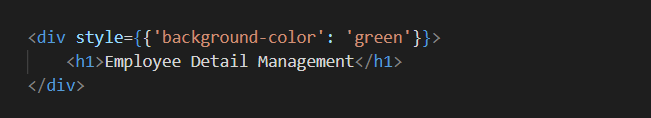 <div style={{'background-color': 'green'}}>
    <h1>Employee Detail Management</h1>
</div>